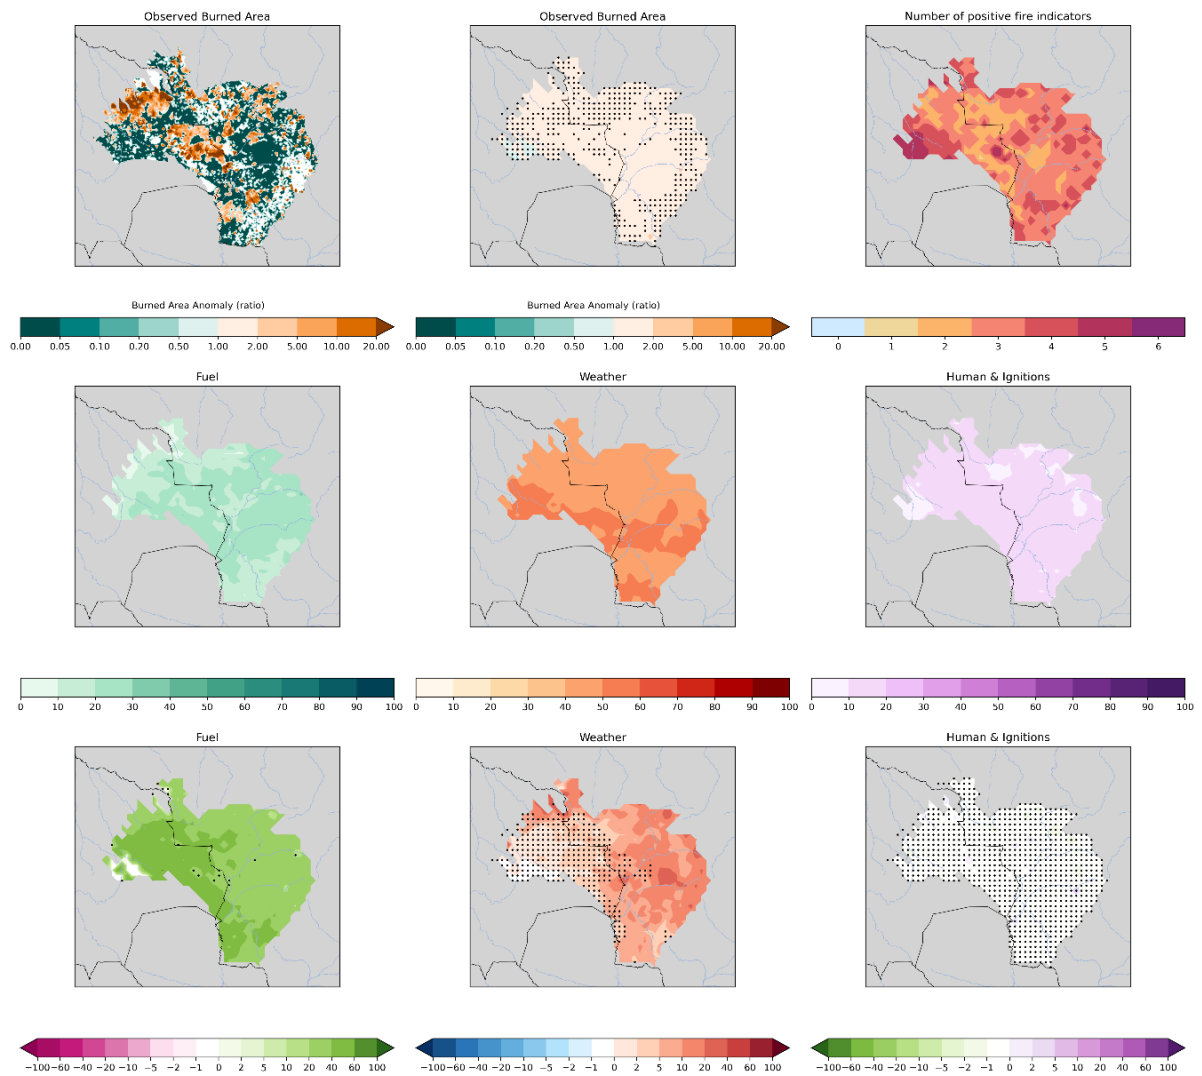 Observed Burned Area
Observed Burned Area
Number of positive fire indicators
Burned Area Anomaly (ratio)
0.00 0.05 0.10 0.20 0.50 1.00 2.00 5.00 10.00 20.00
Burned Area Anomaly (ratio)
0.00 0.05 0.10 0.20 0.50 1.00 2.00 5.00 10.00 20.00
0 1 2 3 4 5 6
Fuel
Weather
Human & Ignitions
0 10 20 30 40 50 60 70 80 90 100
0 10 20 30 40 50 60 70 80 90 100
0 10 20 30 40 50 60 70 80 90 100
Fuel
Weather
Human & Ignitions
−100 −60 −40 −20 −10 −5 −2 −1 0 2 5 10 20 40 60 100
−100 −60 −40 −20 −10 −5 −2 −1 0 2 5 10 20 40 60 100
−100 −60 −40 −20 −10 −5 −2 −1 0 2 5 10 20 40 60 100